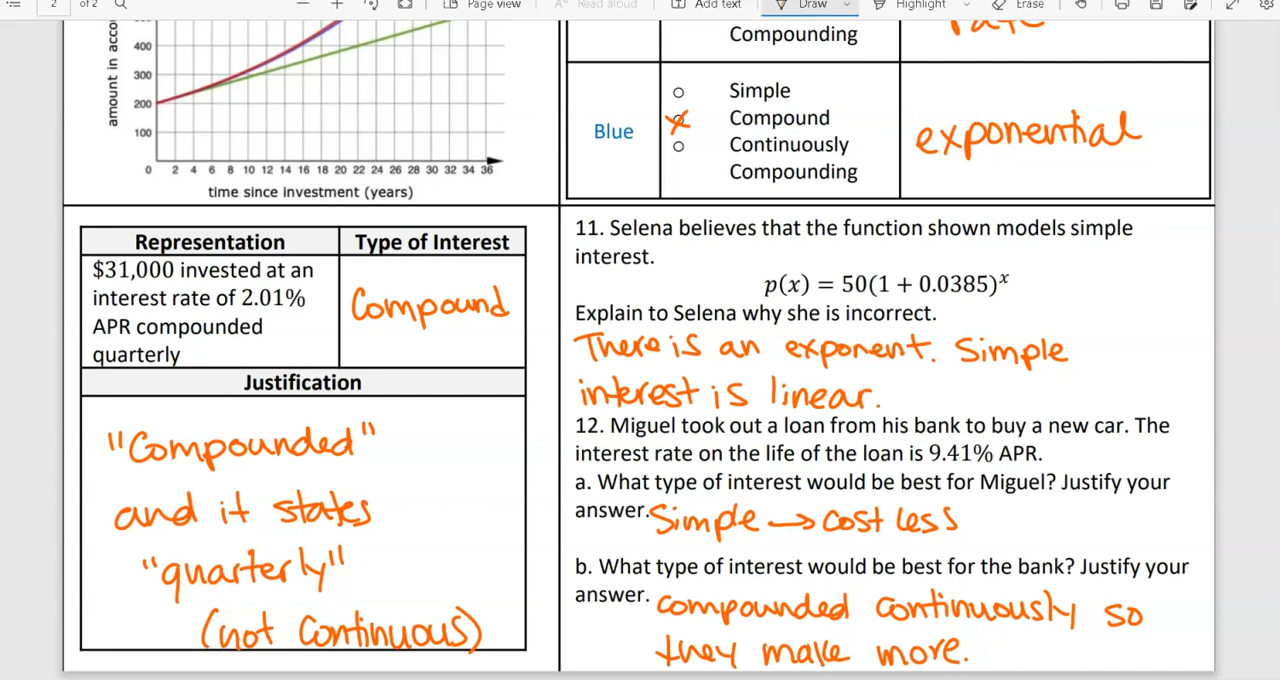 2 of 2
Page view
Read aloud
Add text
Draw
Highlight
Erase
amount in acco
400
300
200
100
0 2 4 6 8 10 12 14 16 18 20 22 24 26 28 30 32 34 36
time since investment (years)
Compounding
rate
Blue
Simple
Compound
Continuously
Compounding
exponential
Representation Type of Interest
$31,000 invested at an
interest rate of 2.01%
APR compounded
quarterly
Compound
Justification
"Compounded"
and it states
"quarterly"
(not continuous)
11. Selena believes that the function shown models simple
interest.
p(x) = 50(1 + 0.0385)^x
Explain to Selena why she is incorrect.
There is an exponent. Simple
interest is linear.
12. Miguel took out a loan from his bank to buy a new car. The
interest rate on the life of the loan is 9.41% APR.
a. What type of interest would be best for Miguel? Justify your
answer. Simple → cost less
b. What type of interest would be best for the bank? Justify your
answer. compounded continuously so
they make more.